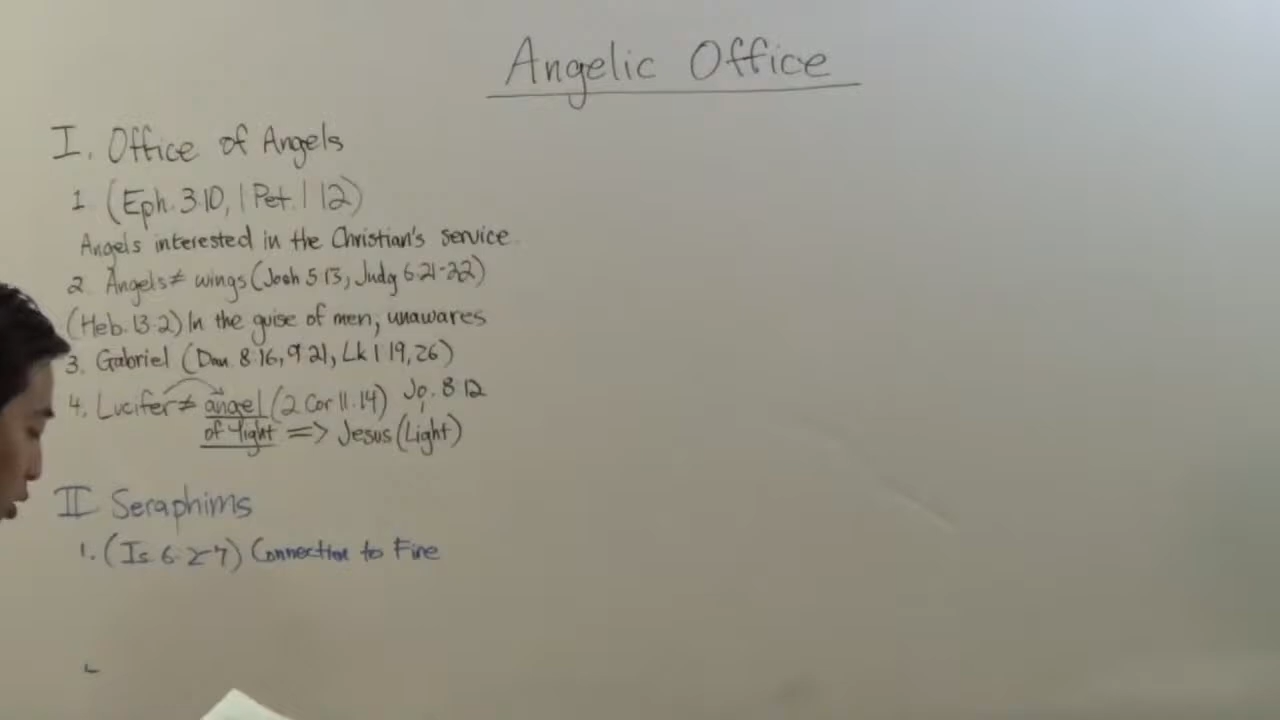 Angelic Office
I. Office of Angels
1. (Eph. 3:10, 1 Pet. 1:12)
Angels interested in the Christian's service.
2. Angels ≠ wings (Josh 5:13, Judg 6:21-22)
(Heb. 13:2) In the guise of men, unawares
3. Gabriel (Dan. 8:16, 9:21, Lk 1:19, 26)
4. Lucifer ≠ angel (2 Cor 11:14) Jo. 8:12
of light => Jesus (Light)
II Seraphims
1. (Is 6:2-7) Connection to Fire